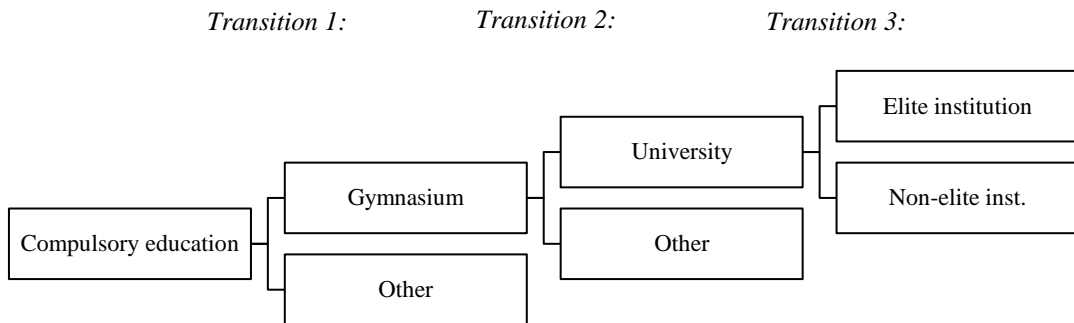 Transition 1: Transition 2: Transition 3:
Elite institution
University
Gymnasium
Non-elite inst.
Compulsory education
Other
Other